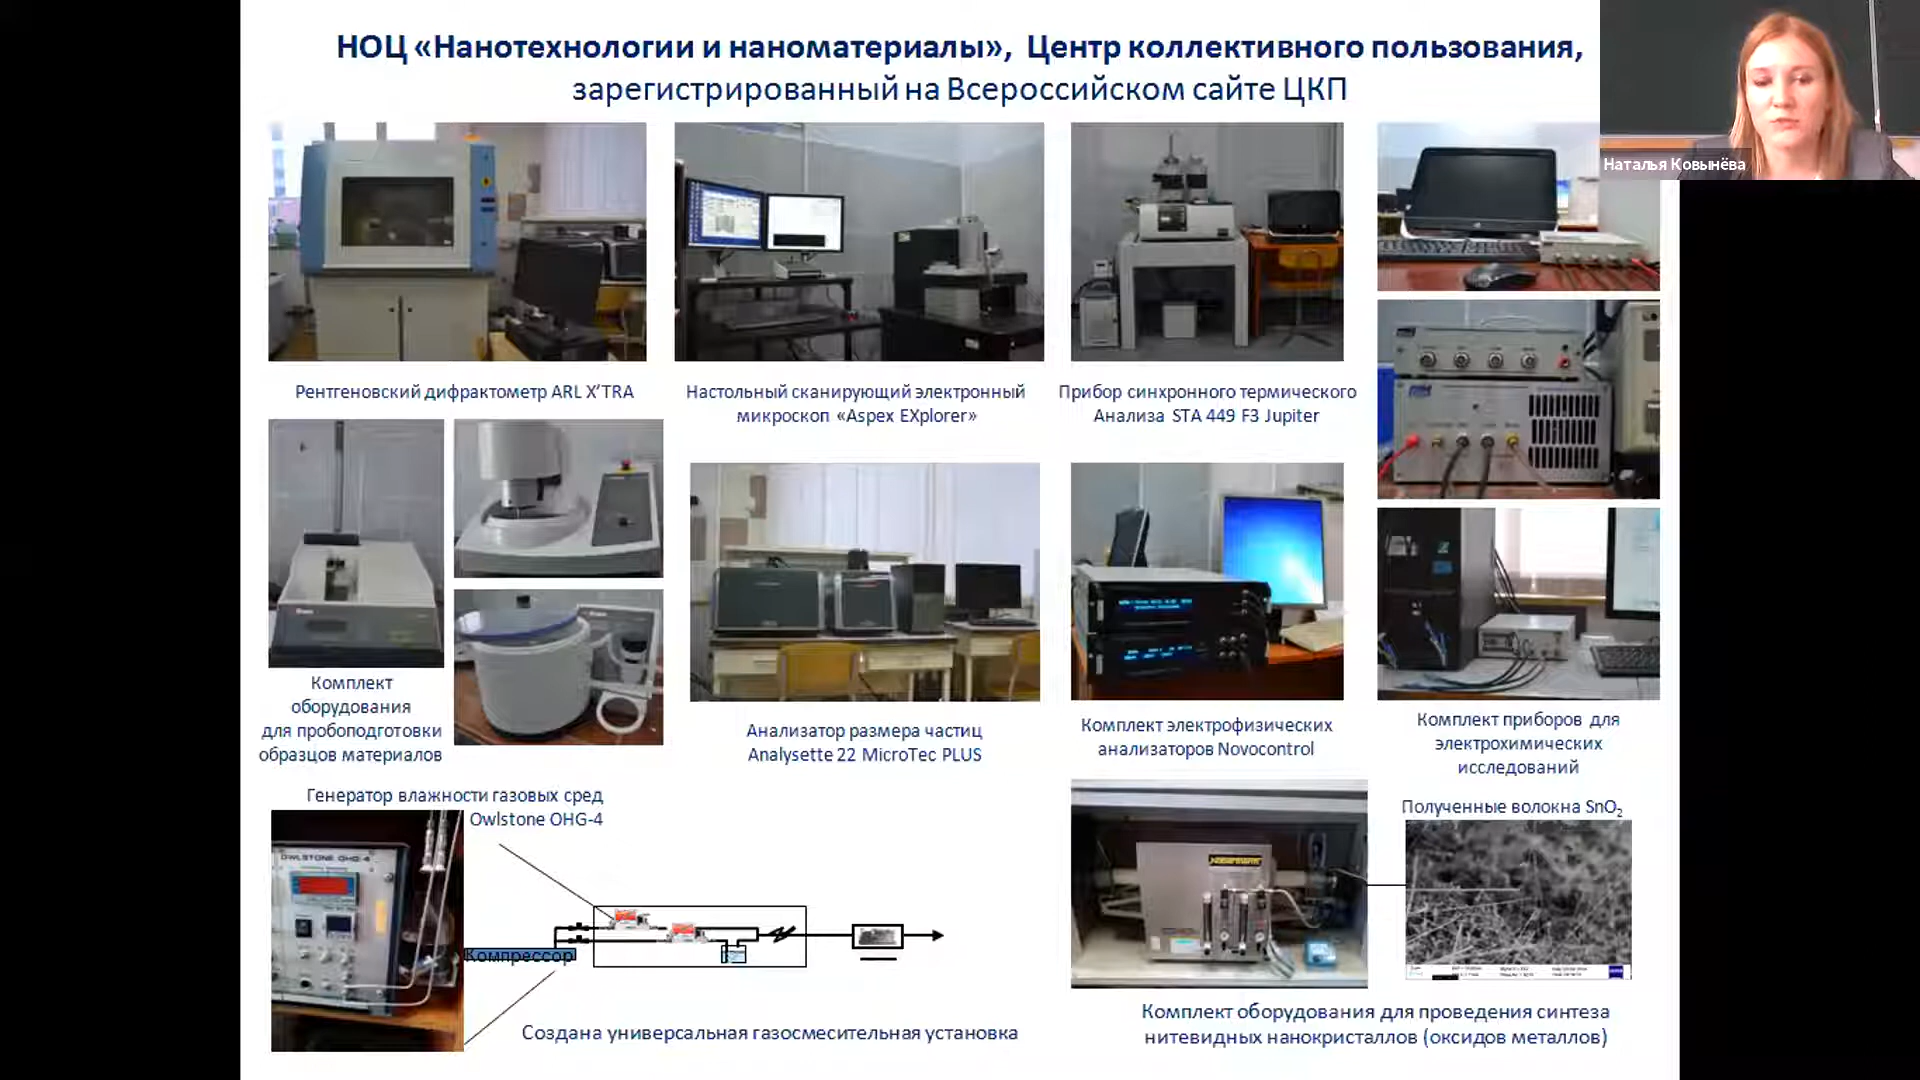 НОЦ «Нанотехнологии и наноматериалы», Центр коллективного пользования,
зарегистрированный на Всероссийском сайте ЦКП
Наталья Ковынёва
Рентгеновский дифрактометр ARL X’TRA
Настольный сканирующий электронный
микроскоп «Aspex EXplorer»
Прибор синхронного термического
Анализа STA 449 F3 Jupiter
Комплект
оборудования
для пробоподготовки
образцов материалов
Анализатор размера частиц
Analysette 22 MicroTec PLUS
Комплект электрофизических
анализаторов Novocontrol
Комплект приборов для
электрохимических
исследований
Генератор влажности газовых сред
Owlstone OHG-4
OWLSTONE OHG-4
Компрессор
Создана универсальная газосмесительная установка
Полученные волокна SnO2
Комплект оборудования для проведения синтеза
нитевидных нанокристаллов (оксидов металлов)